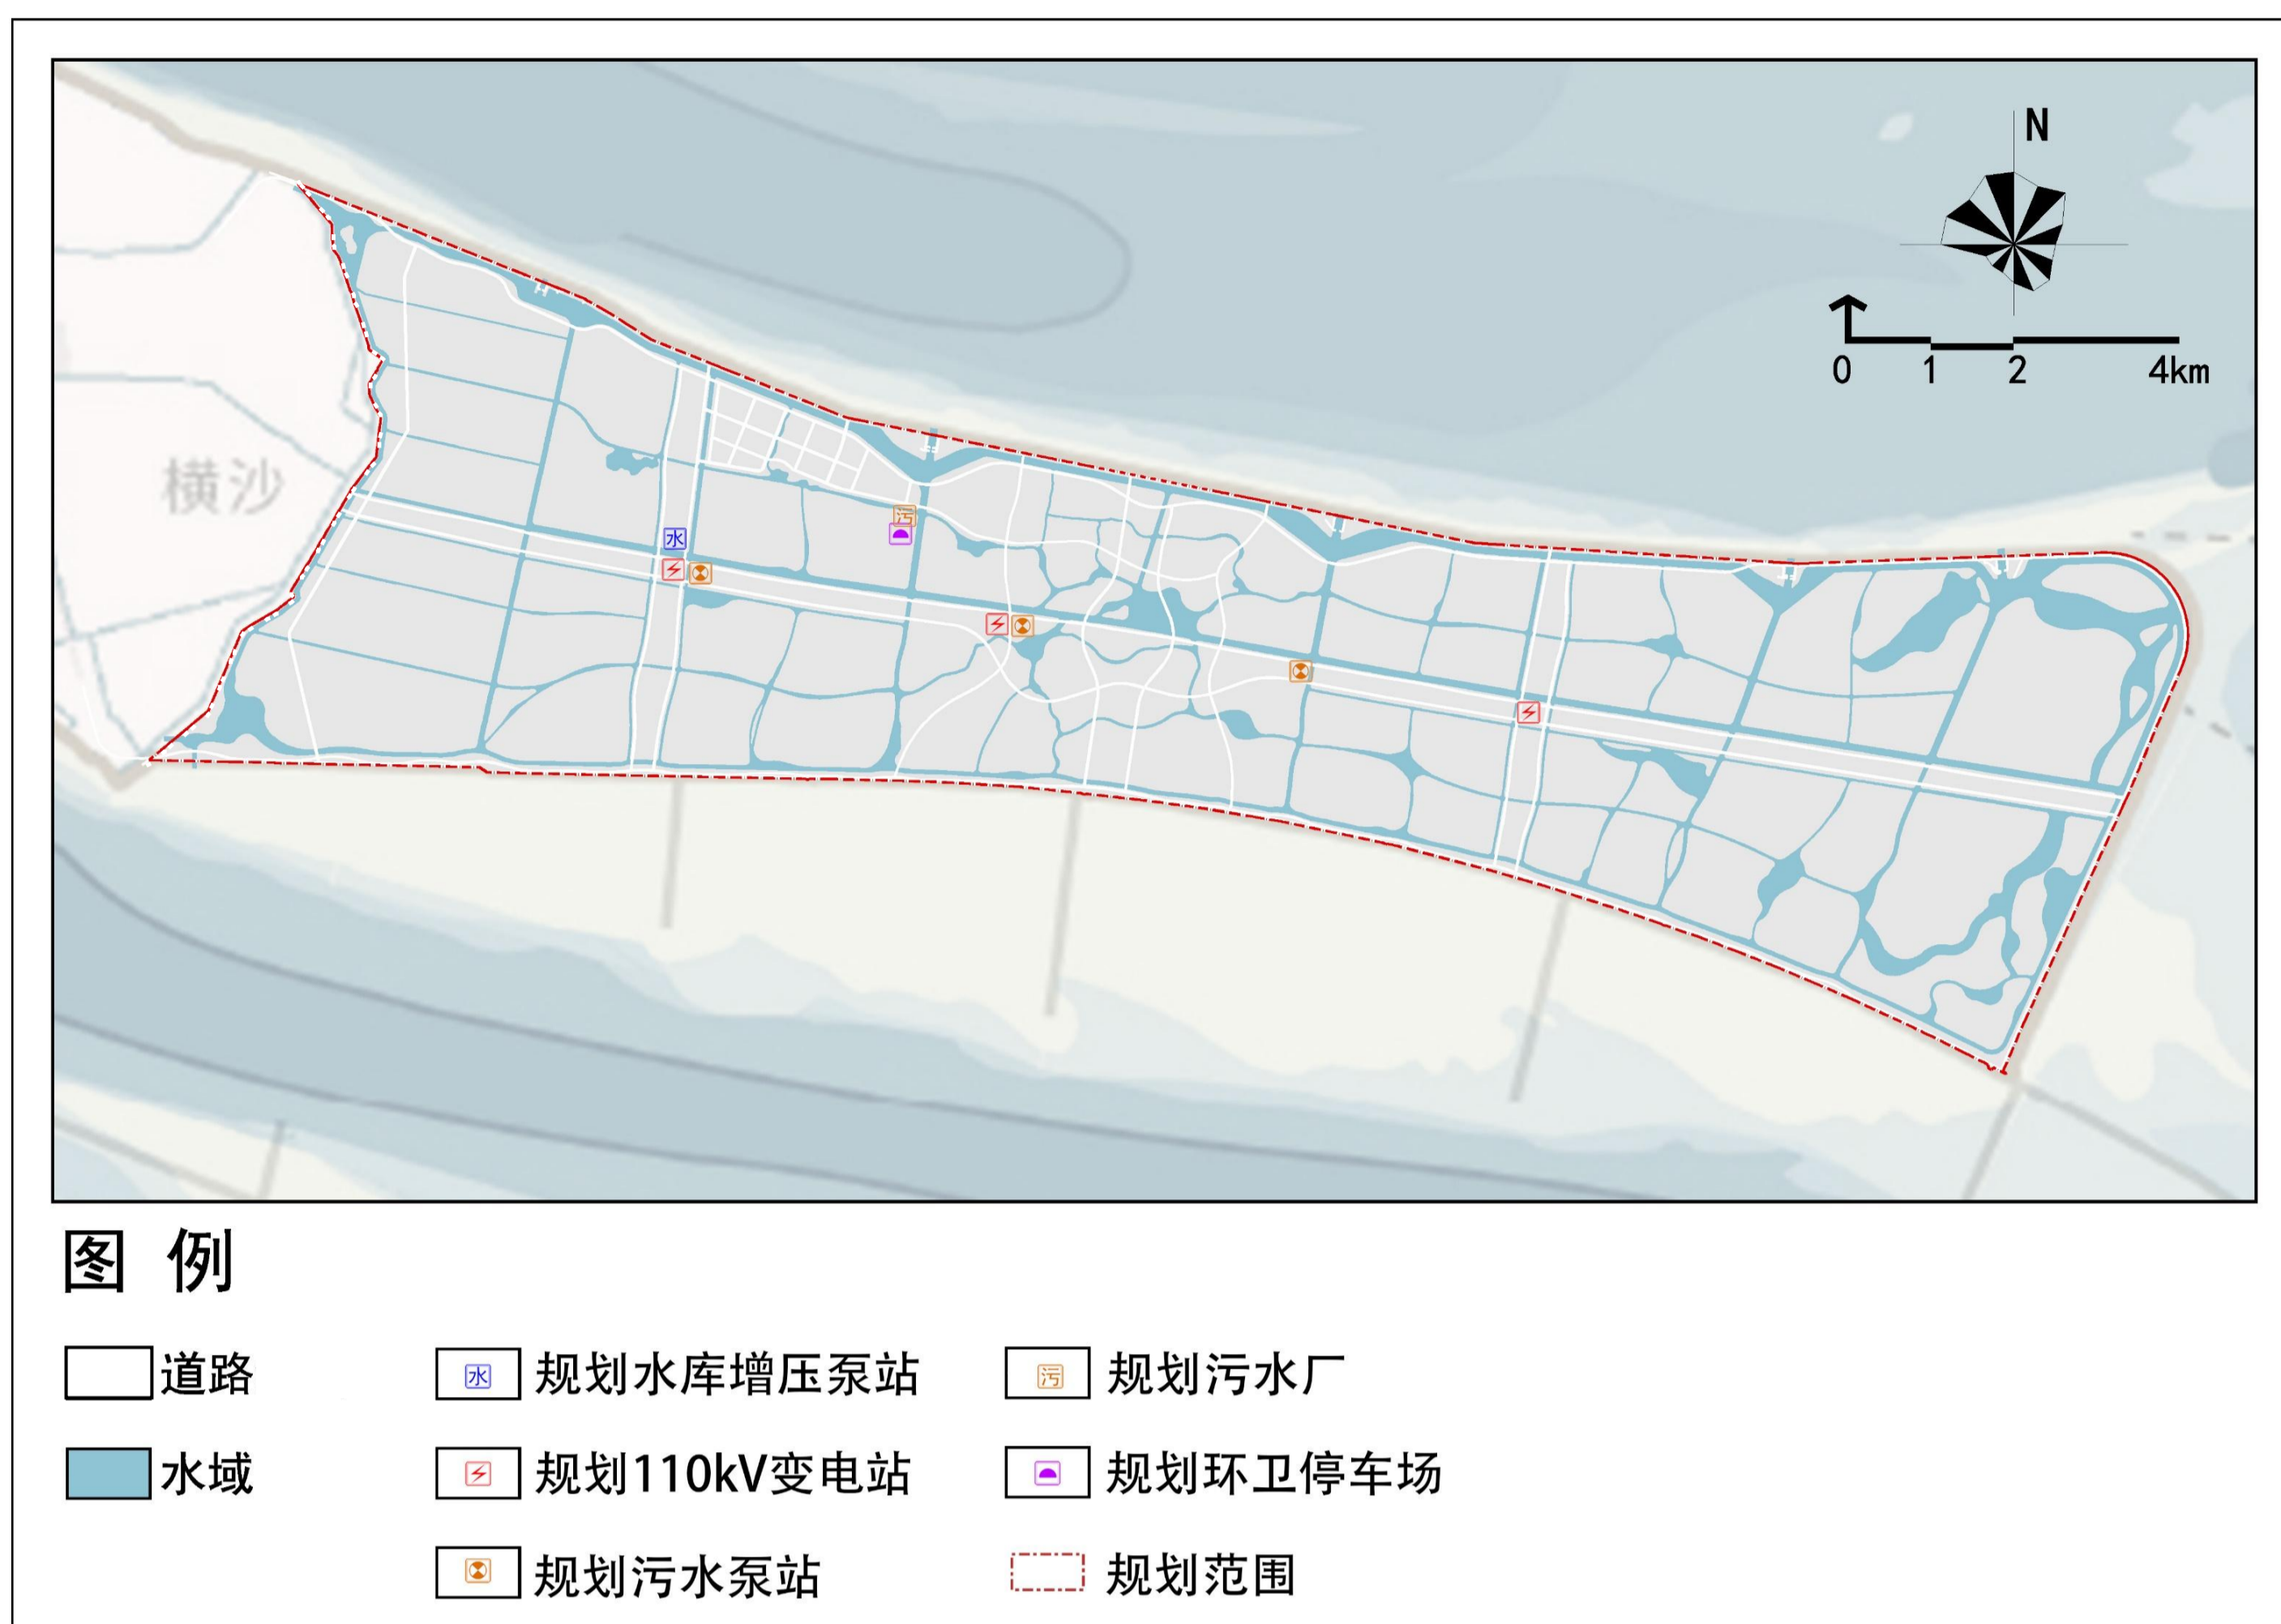 N
0 1 2 4km
横沙
水
污
图 例
道路
水 规划水库增压泵站
污 规划污水厂
水域
规划110kV变电站
规划环卫停车场
规划污水泵站
规划范围